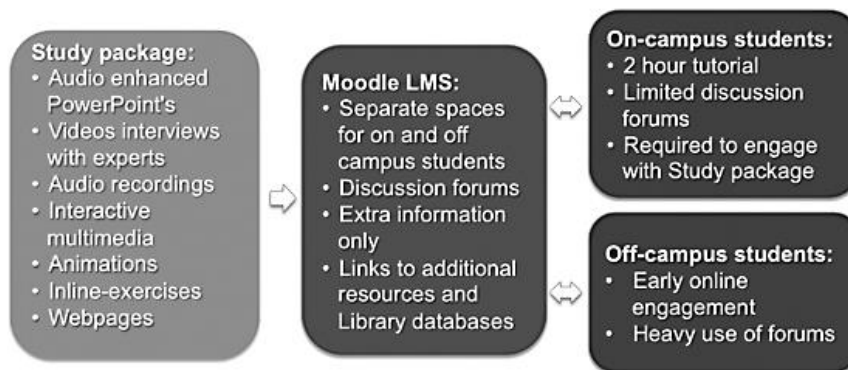 Study package:
• Audio enhanced
PowerPoint's
• Videos interviews
with experts
• Audio recordings
• Interactive
multimedia
• Animations
• Inline-exercises
• Webpages
Moodle LMS:
• Separate spaces
for on and off
campus students
• Discussion forums
• Extra information
only
• Links to additional
resources and
Library databases
On-campus students:
• 2 hour tutorial
• Limited discussion
forums
• Required to engage
with Study package
Off-campus students:
• Early online
engagement
• Heavy use of forums